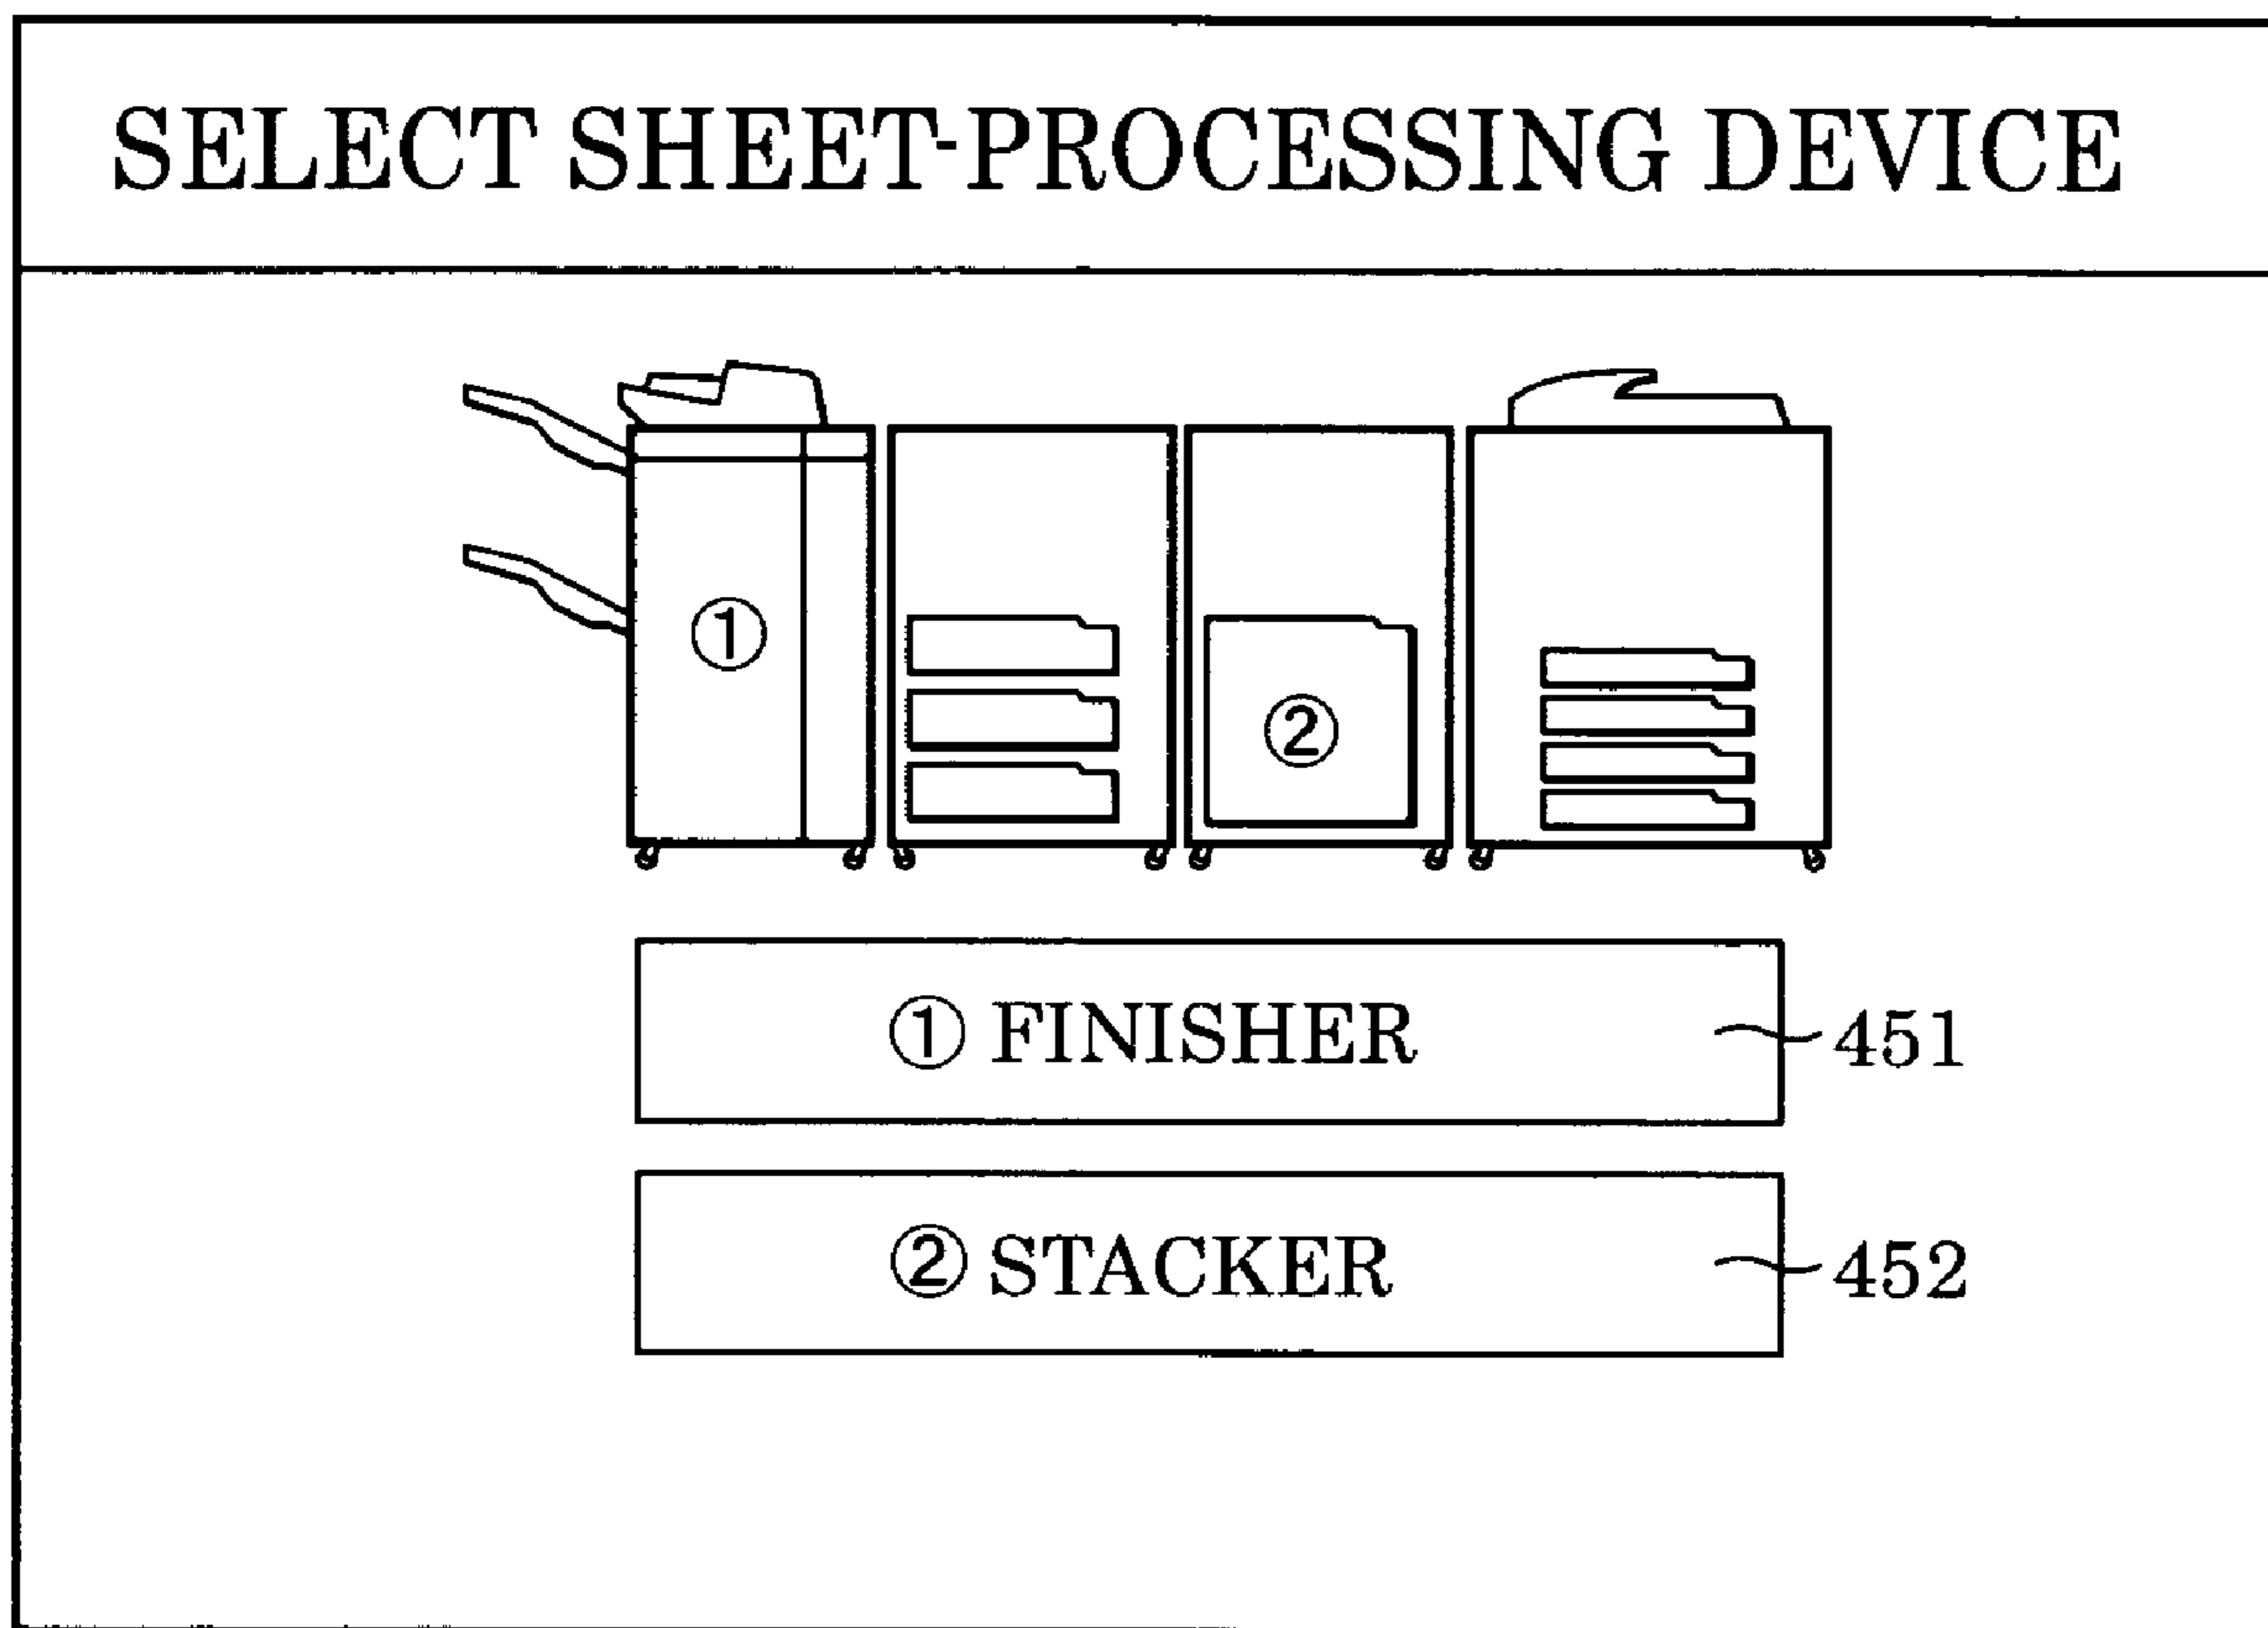 SELECT SHEET-PROCESSING DEVICE
①
②
① FINISHER
451
② STACKER
452